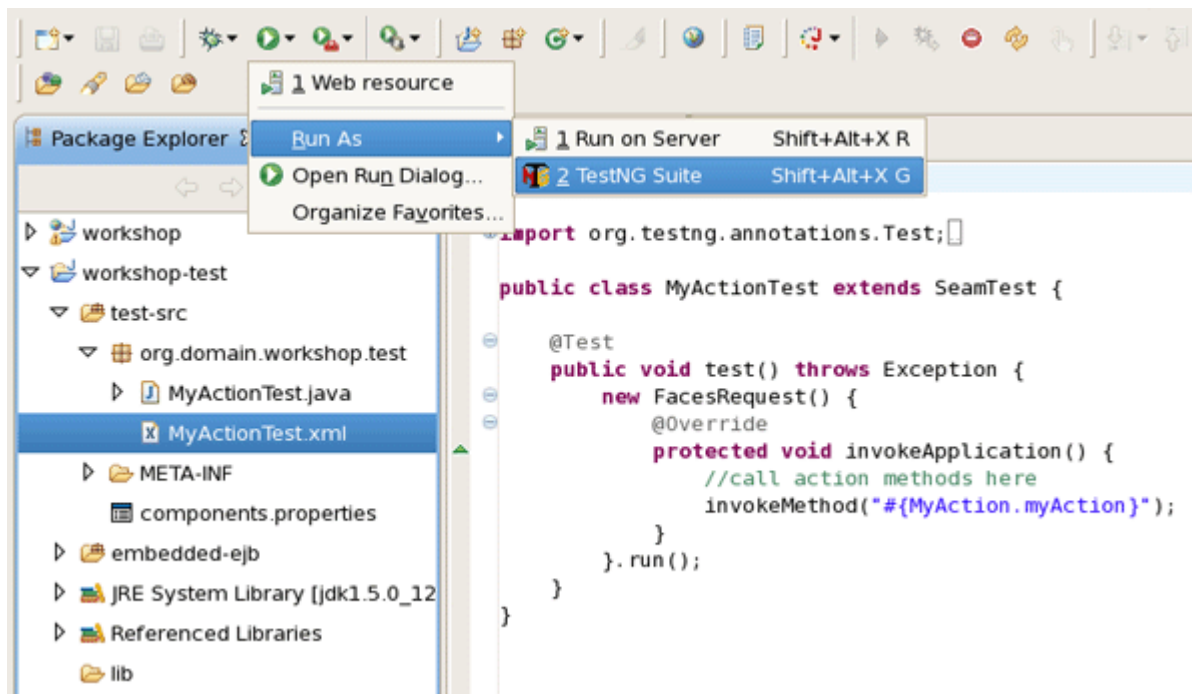 1 Web resource
Package Explorer
Run As
1 Run on Server Shift+Alt+X R
Open Run Dialog...
2 TestNG Suite Shift+Alt+X G
Organize Favorites...
workshop
import org.testng.annotations.Test;
workshop-test
public class MyActionTest extends SeamTest {
test-src
@Test
org.domain.workshop.test
public void test() throws Exception {
MyActionTest.java
new FacesRequest() {
@Override
MyActionTest.xml
protected void invokeApplication() {
META-INF
//call action methods here
invokeMethod("#{MyAction.myAction}");
components.properties
}
embedded-ejb
}.run();
JRE System Library [jdk1.5.0_12
}
}
Referenced Libraries
lib